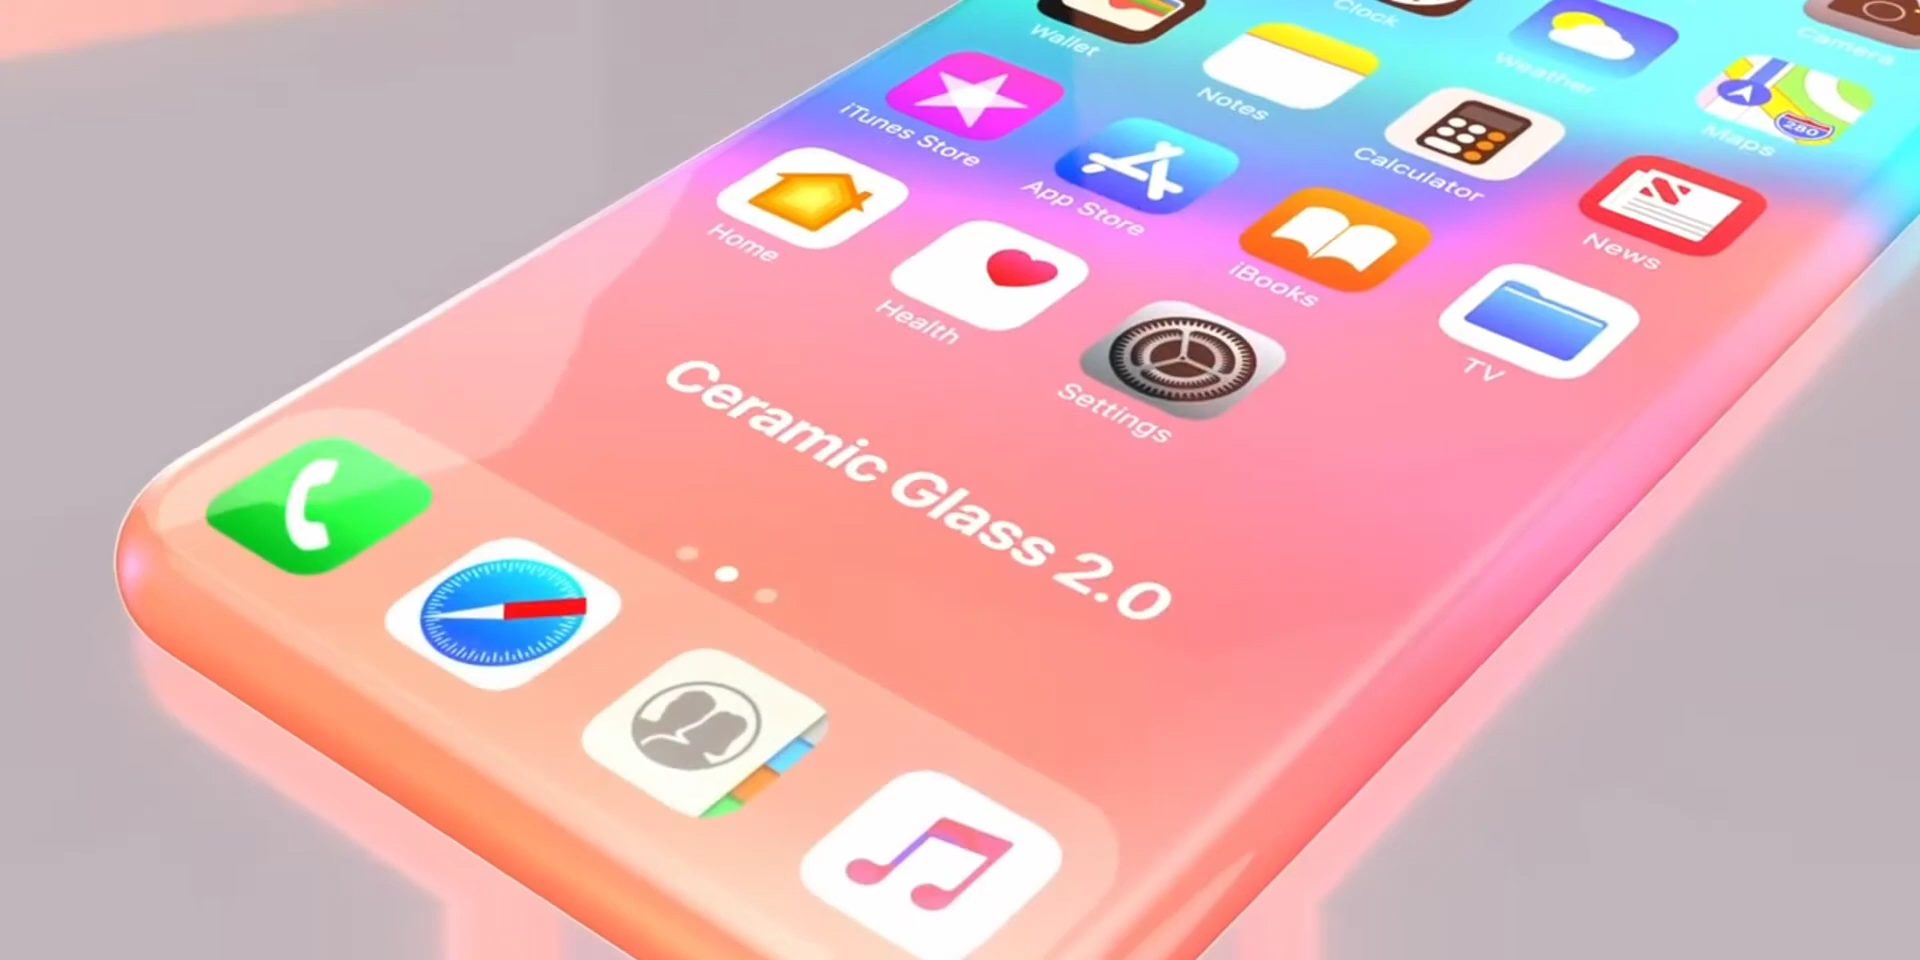 Clock
Camera
Wallet
Weather
Notes
Maps
280
iTunes Store
Calculator
App Store
News
Home
iBooks
Health
TV
Settings
Ceramic Glass 2.0